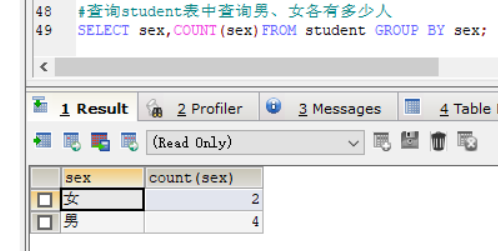 48 #查询student表中查询男、女各有多少人
49 SELECT sex,COUNT(sex)FROM student GROUP BY sex;
1 Result 2 Profiler 3 Messages 4 Table
(Read Only)
sex count(sex)
女 2
男 4